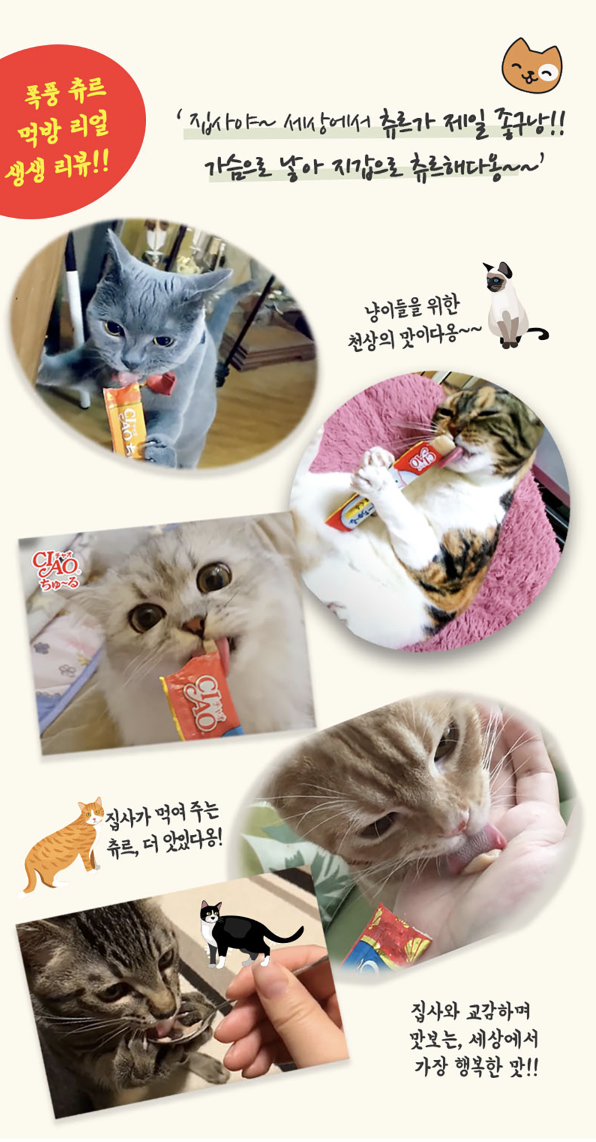 폭풍 츄르
먹방 리얼
생생 리뷰!!
‘집사야~ 세상에서 츄르가 제일 좋구냥!!
가슴으로 낳아 지갑으로 츄르해다옹~~’
냥이들을 위한
천상의 맛이다옹~~
CIAO
CIAO
CIAO
チャオ
ちゅ~る
CIAO
집사가 먹여 주는
츄르, 더 맛있다옹!
집사와 교감하며
맛보는, 세상에서
가장 행복한 맛!!